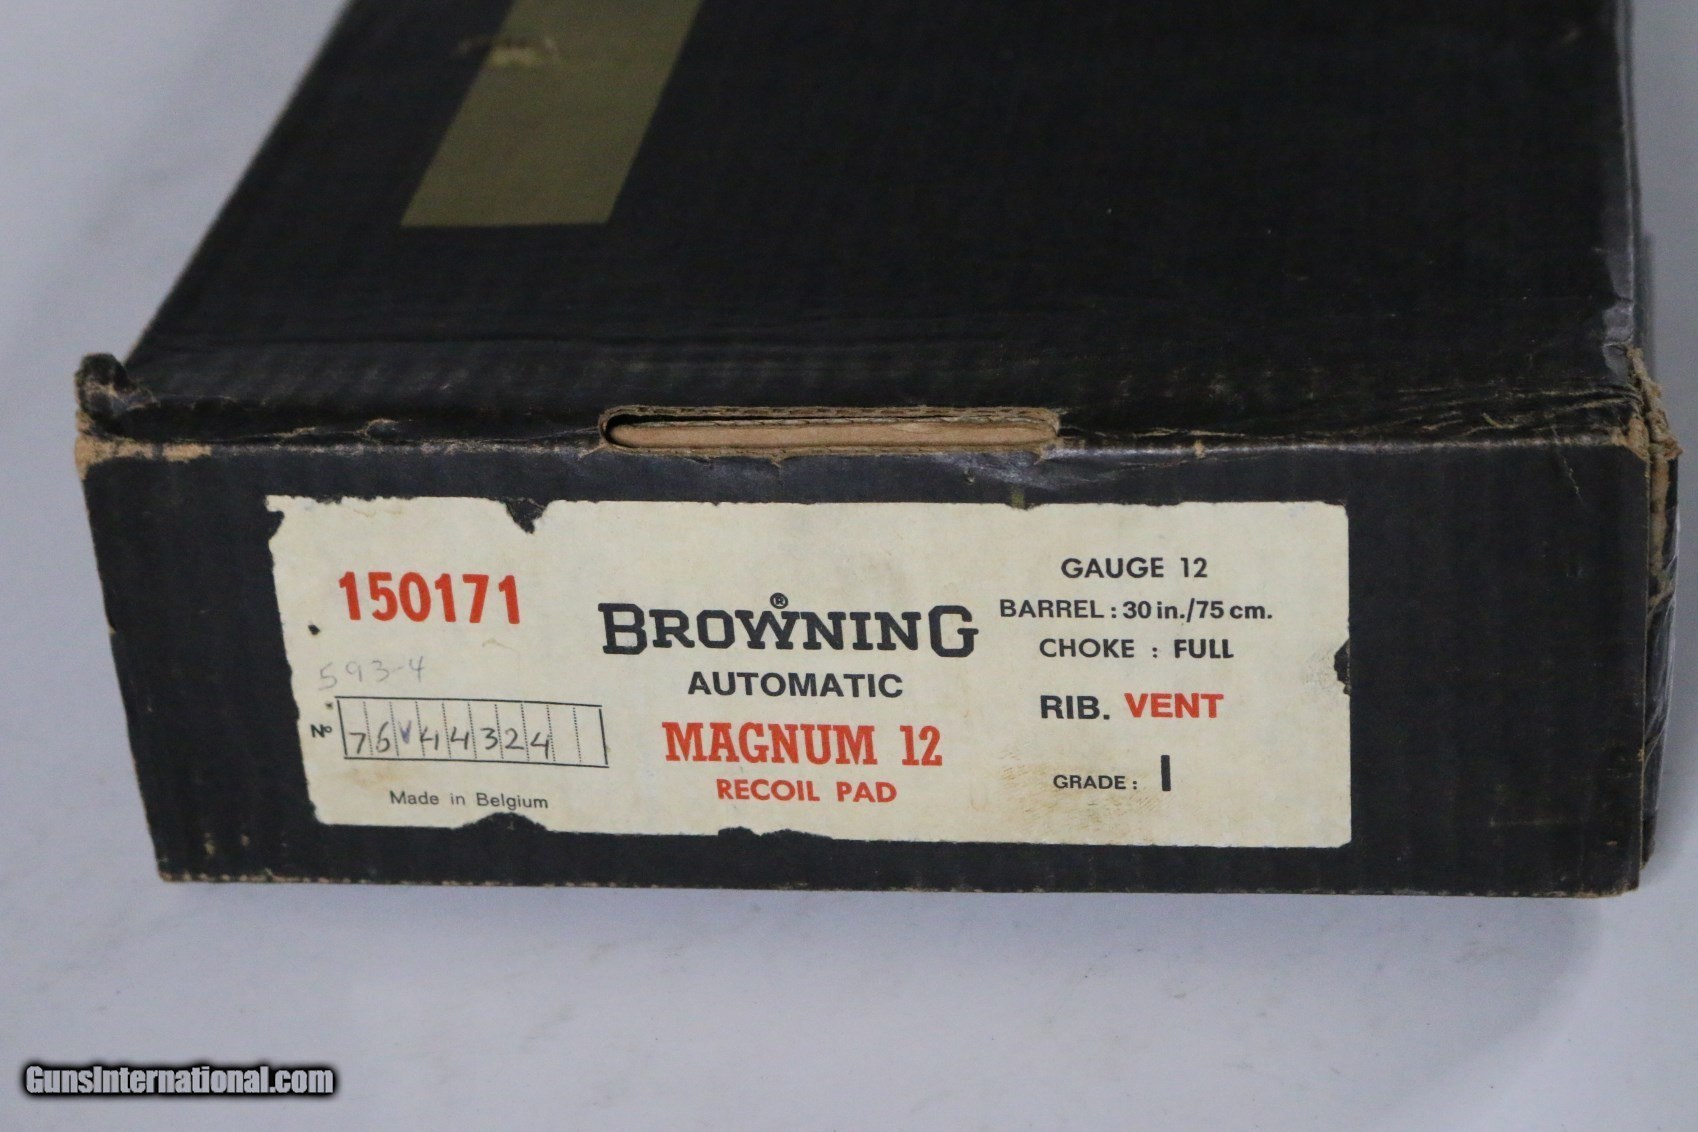 150171
593-4
Nº 76V44324
Made in Belgium
BROWNING®
AUTOMATIC
MAGNUM 12
RECOIL PAD
GAUGE 12
BARREL : 30 in./75 cm.
CHOKE : FULL
RIB. VENT
GRADE : I
GunsInternational.com